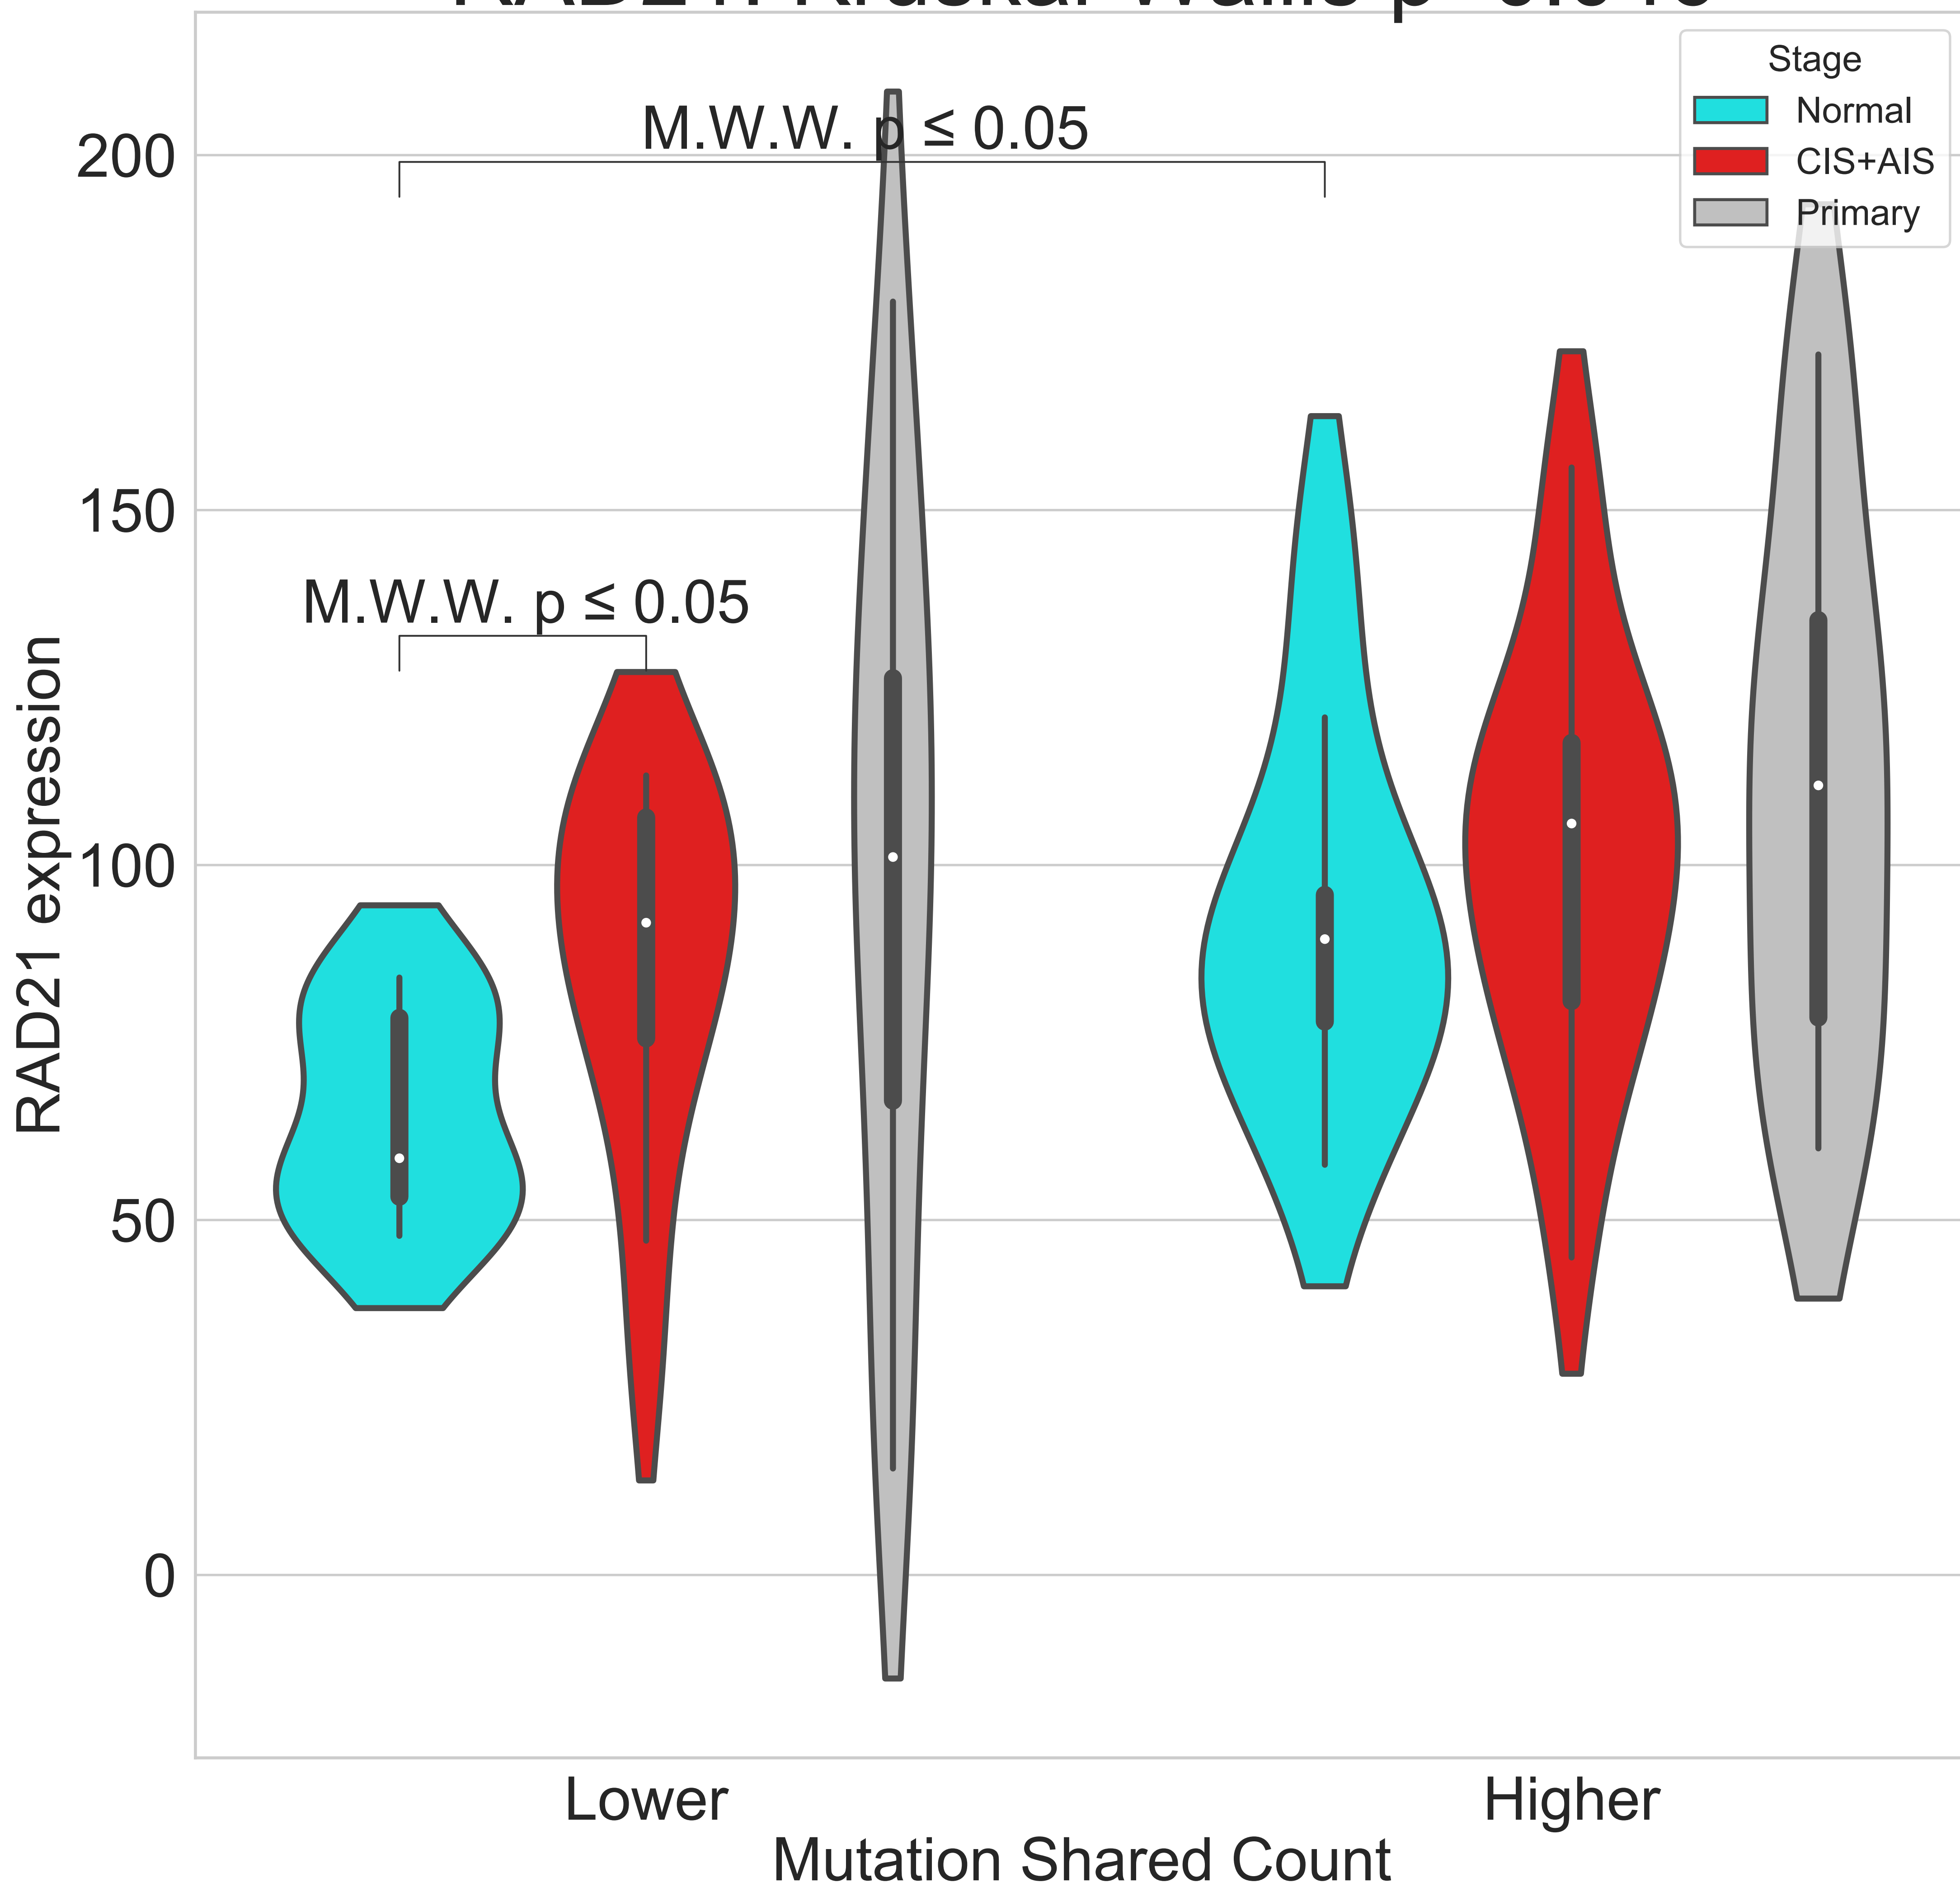 Stage
Normal
CIS+AIS
Primary
M.W.W. p ≤ 0.05
M.W.W. p ≤ 0.05
200
150
100
50
0
RAD21 expression
Lower
Higher
Mutation Shared Count